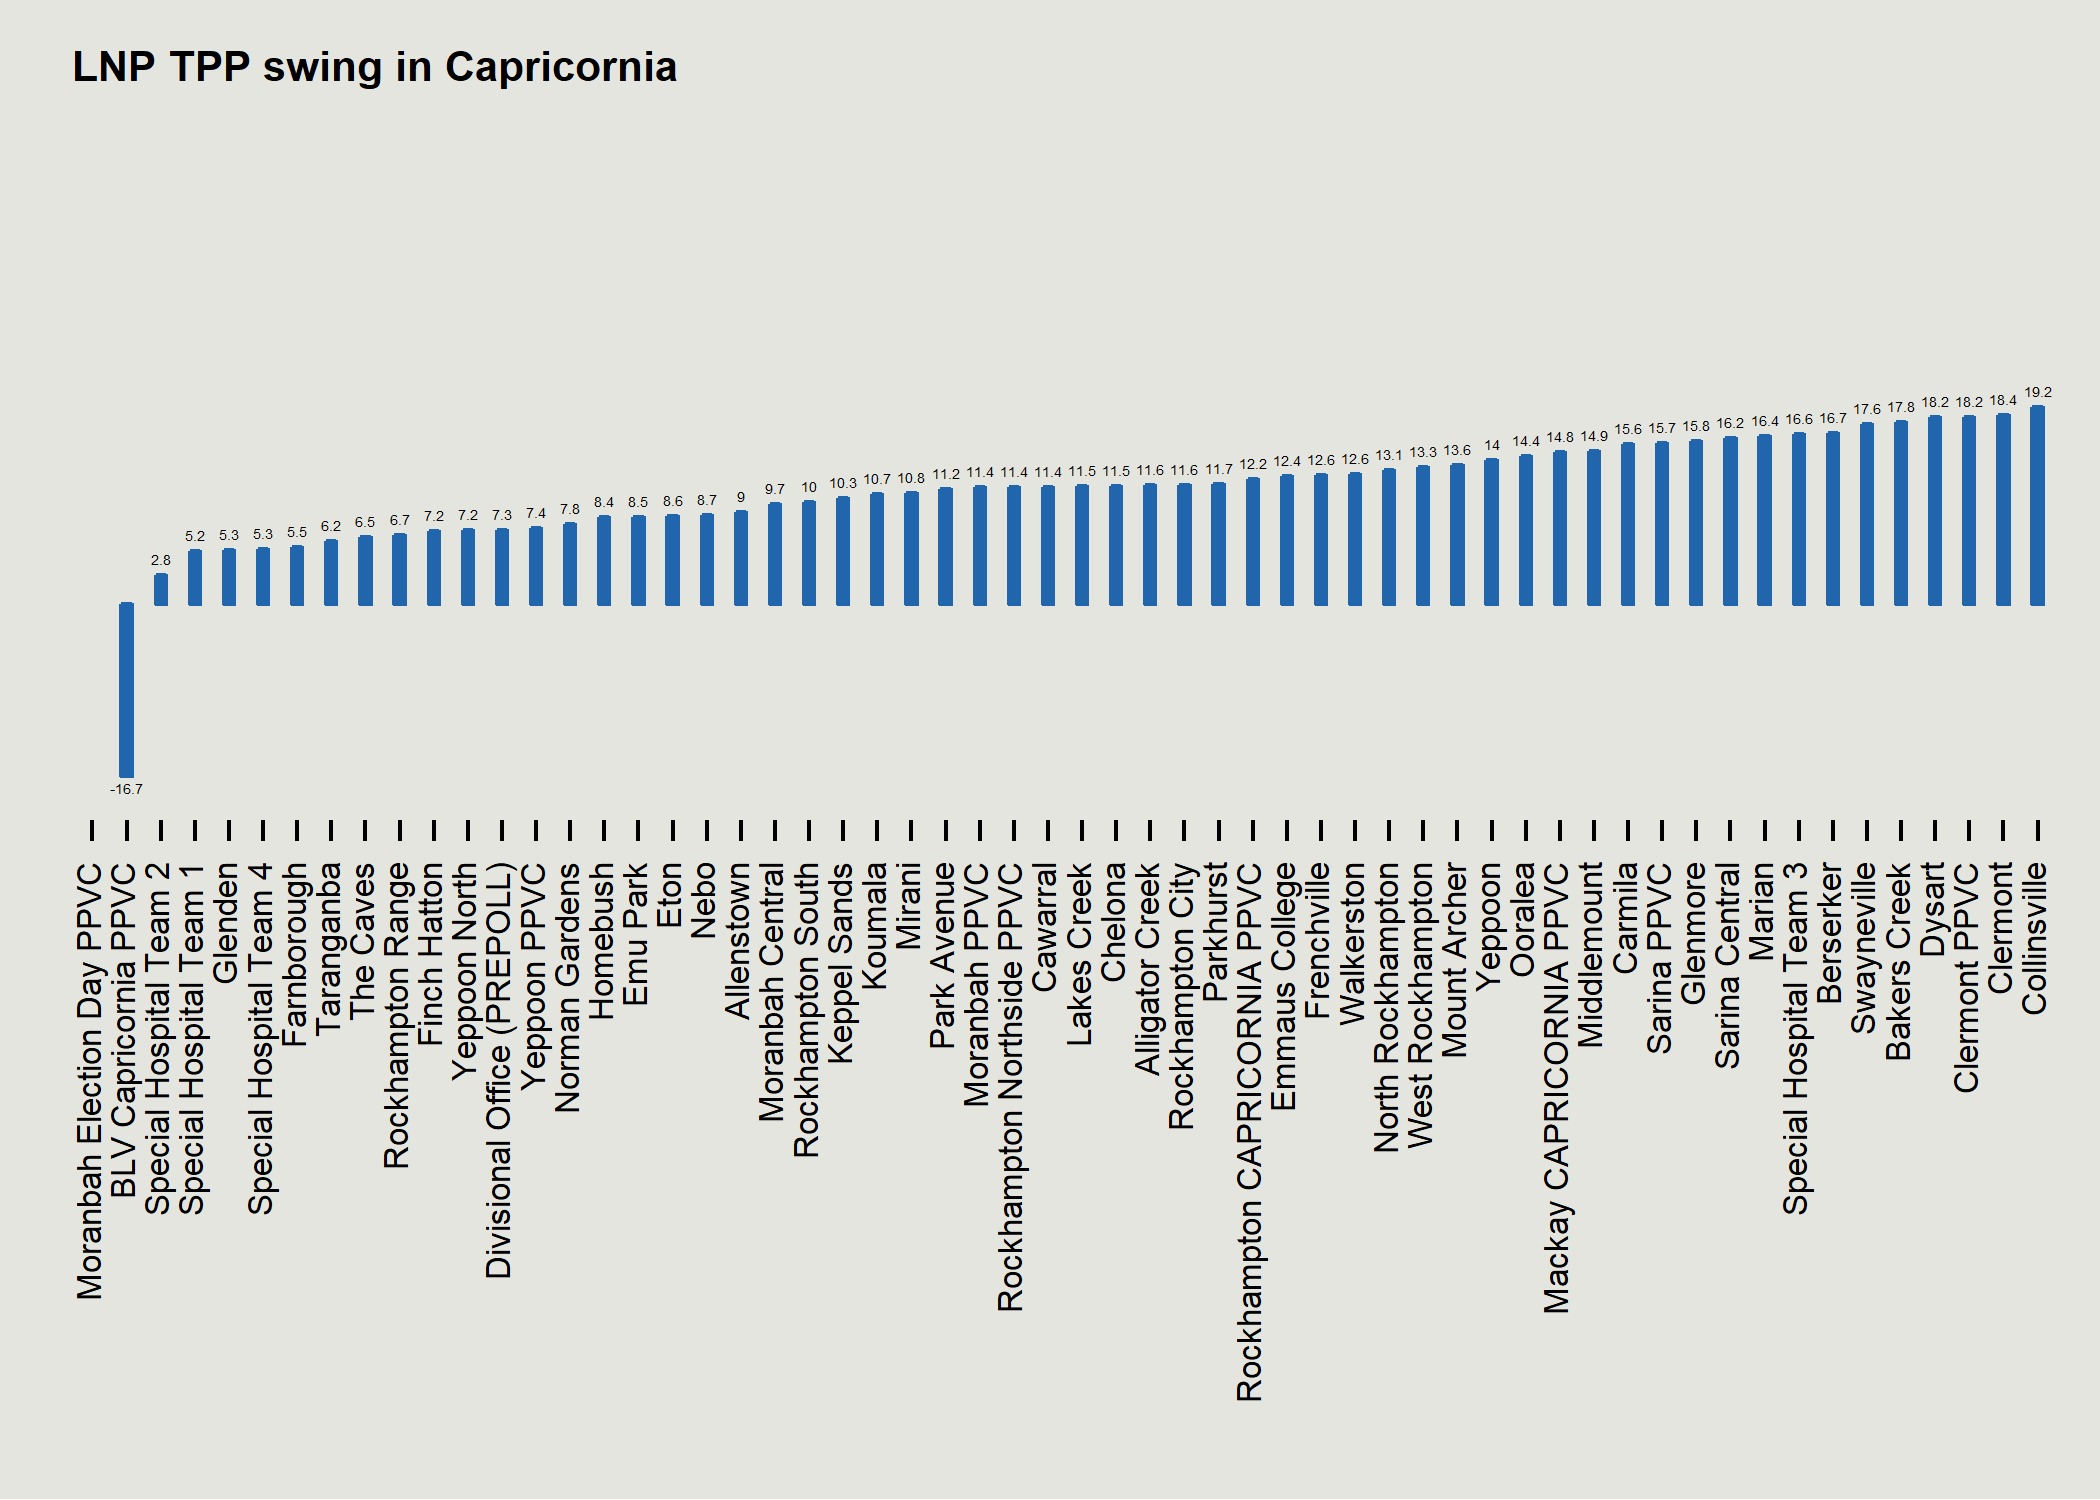 LNP TPP swing in Capricornia
-16.7
2.8
5.2
5.3
5.3
5.5
6.2
6.5
6.7
7.2
7.2
7.3
7.4
7.8
8.4
8.5
8.6
8.7
9
9.7
10
10.3
10.7
10.8
11.2
11.4
11.4
11.4
11.5
11.5
11.6
11.6
11.7
12.2
12.4
12.6
12.6
13.1
13.3
13.6
14
14.4
14.8
14.9
15.6
15.7
15.8
16.2
16.4
16.6
16.7
17.6
17.8
18.2
18.2
18.4
19.2
Moranbah Election Day PPVC
BLV Capricornia PPVC
Special Hospital Team 2
Special Hospital Team 1
Glenden
Special Hospital Team 4
Farnborough
Taranganba
The Caves
Rockhampton Range
Finch Hatton
Yeppoon North
Divisional Office (PREPOLL)
Yeppoon PPVC
Norman Gardens
Homebush
Emu Park
Eton
Nebo
Allenstown
Moranbah Central
Rockhampton South
Keppel Sands
Koumala
Mirani
Park Avenue
Moranbah PPVC
Rockhampton Northside PPVC
Cawarral
Lakes Creek
Chelona
Alligator Creek
Rockhampton City
Parkhurst
Rockhampton CAPRICORNIA PPVC
Emmaus College
Frenchville
Walkerston
North Rockhampton
West Rockhampton
Mount Archer
Yeppoon
Ooralea
Mackay CAPRICORNIA PPVC
Middlemount
Carmila
Sarina PPVC
Glenmore
Sarina Central
Marian
Special Hospital Team 3
Berserker
Swayneville
Bakers Creek
Dysart
Clermont PPVC
Clermont
Collinsville